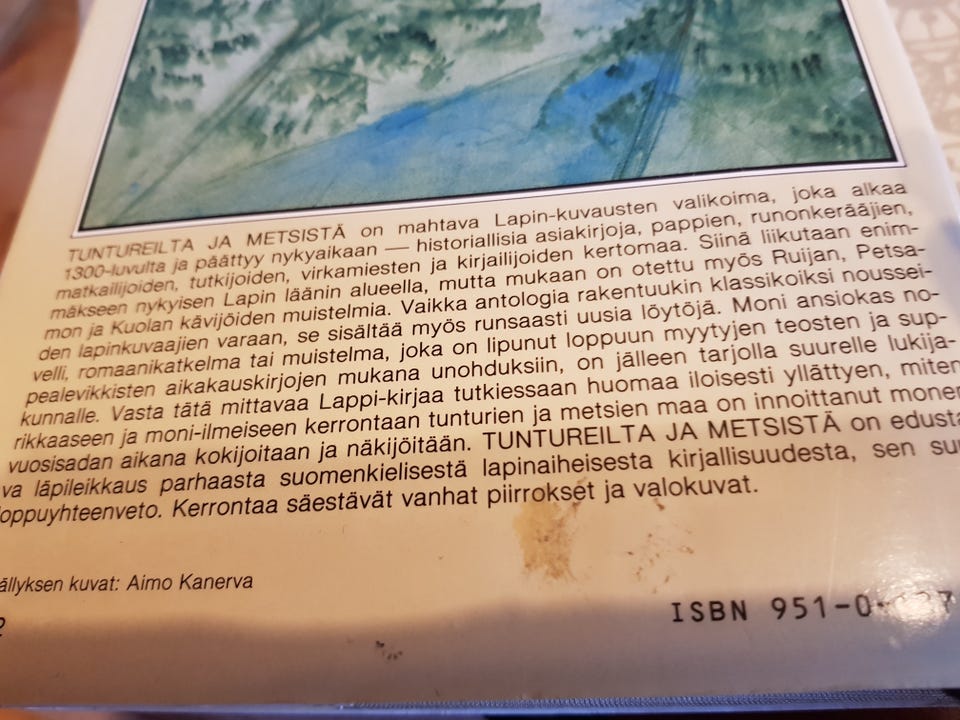 TUNTUREILTA JA METSISTÄ on mahtava Lapin-kuvausten valikoima, joka alkaa
1300-luvulta ja päättyy nykyaikaan — historiallisia asiakirjoja, pappien, runonkerääjien,
matkailijoiden, tutkijoiden, virkamiesten ja kirjailijoiden kertomaa. Siinä liikutaan enim-
mäkseen nykyisen Lapin läänin alueella, mutta mukaan on otettu myös Ruijan, Petsa-
mon ja Kuolan kävijöiden muistelmia. Vaikka antologia rakentuukin klassikoiksi noussei-
den lapinkuvaajien varaan, se sisältää myös runsaasti uusia löytöjä. Moni ansiokas no-
velli, romaanikatkelma tai muistelma, joka on lipunut loppuun myytyjen teosten ja sup-
pealevikkisten aikakauskirjojen mukana unohduksiin, on jälleen tarjolla suurelle lukija-
kunnalle. Vasta tätä mittavaa Lappi-kirjaa tutkiessaan huomaa iloisesti yllättyen, miten
rikkaaseen ja moni-ilmeiseen kerrontaan tunturien ja metsien maa on innoittanut monen
vuosisadan aikana kokijoitaan ja näkijöitään. TUNTUREILTA JA METSISTÄ on edusta
va läpileikkaus parhaasta suomenkielisestä lapinaiheisesta kirjallisuudesta, sen suu
loppuyhteenveto. Kerrontaa säestävät vanhat piirrokset ja valokuvat.
ällyksen kuvat: Aimo Kanerva
2
ISBN 951-0